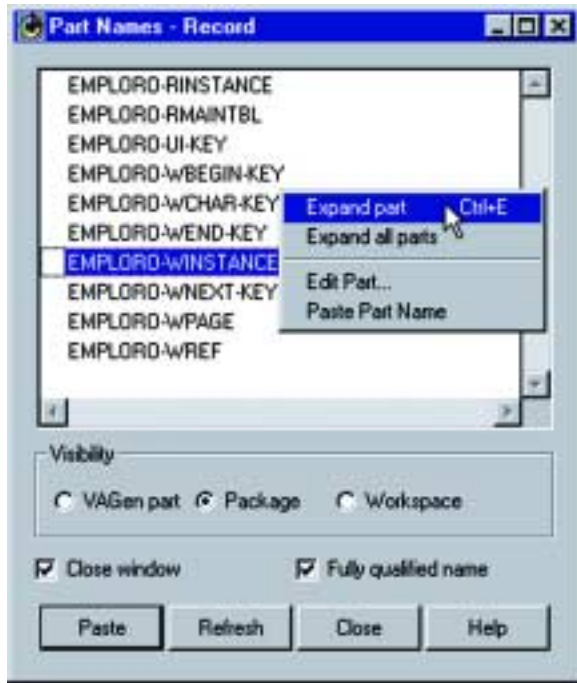 Part Names - Record
EMPLORD-RINSTANCE
EMPLORD-RMAINTBL
EMPLORD-UI-KEY
EMPLORD-WBEGIN-KEY
EMPLORD-WCHAR-KEY
EMPLORD-WEND-KEY
EMPLORD-WINSTANCE
EMPLORD-WNEXT-KEY
EMPLORD-WPAGE
EMPLORD-WREF
Expand part Ctrl+E
Expand all parts
Edit Part...
Paste Part Name
Visibility
VAGen part Package Workspace
Close window Fully qualified name
Paste Refresh Close Help